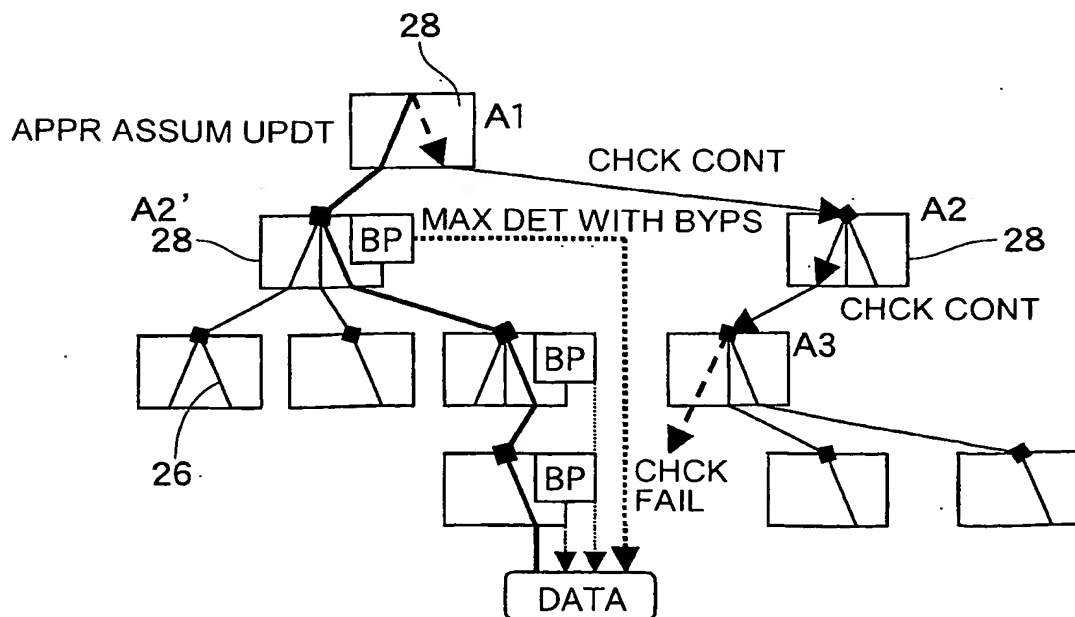 28
APPR ASSUM UPDT
A1
CHCK CONT
A2'
28
BP
MAX DET WITH BYPS
A2
28
CHCK CONT
BP
A3
26
BP
CHCK
FAIL
DATA